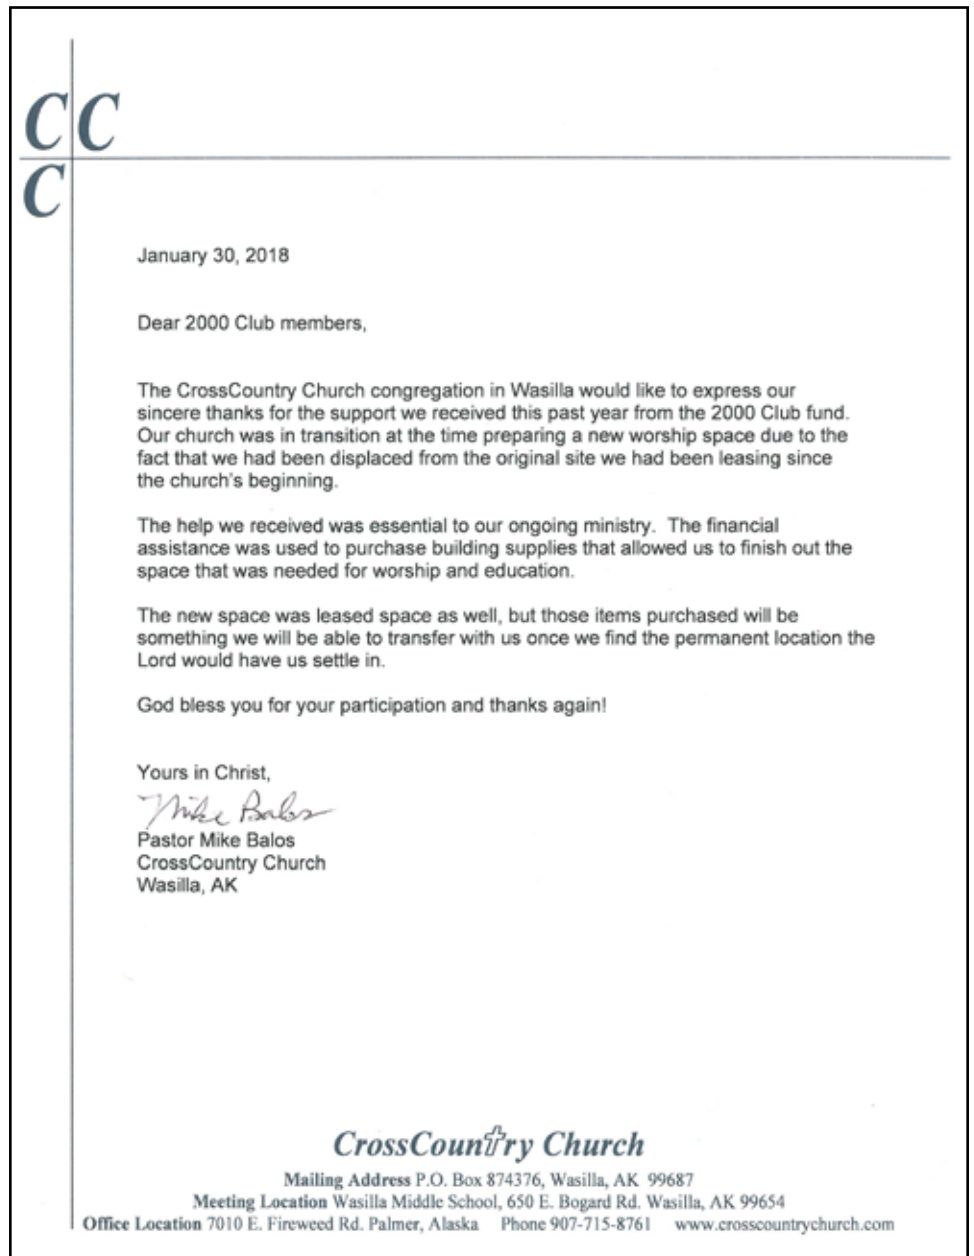 C C
C
January 30, 2018
Dear 2000 Club members,
The CrossCountry Church congregation in Wasilla would like to express our
sincere thanks for the support we received this past year from the 2000 Club fund.
Our church was in transition at the time preparing a new worship space due to the
fact that we had been displaced from the original site we had been leasing since
the church's beginning.
The help we received was essential to our ongoing ministry.  The financial
assistance was used to purchase building supplies that allowed us to finish out the
space that was needed for worship and education.
The new space was leased space as well, but those items purchased will be
something we will be able to transfer with us once we find the permanent location the
Lord would have us settle in.
God bless you for your participation and thanks again!
Yours in Christ,
Mike Balos
Pastor Mike Balos
CrossCountry Church
Wasilla, AK
CrossCountry Church
Mailing Address P.O. Box 874376, Wasilla, AK  99687
Meeting Location Wasilla Middle School, 650 E. Bogard Rd. Wasilla, AK 99654
Office Location 7010 E. Fireweed Rd. Palmer, Alaska    Phone 907-715-8761    www.crosscountrychurch.com